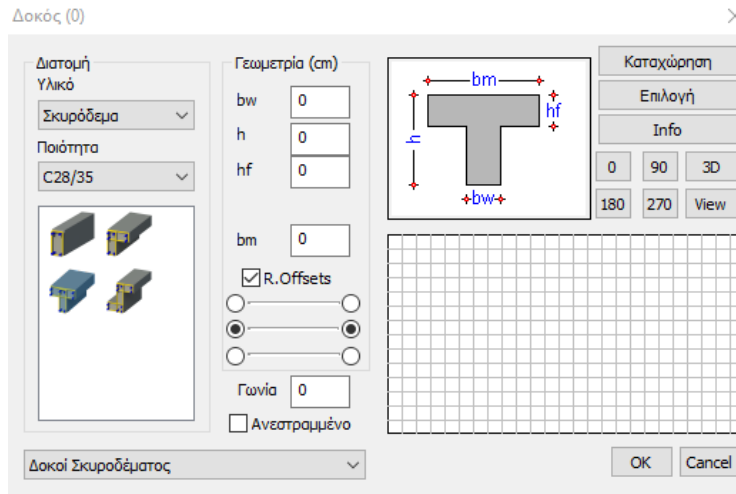 Δοκός (0)
Διατομή
Υλικό
Σκυρόδεμα
Ποιότητα
C28/35
Γεωμετρία (cm)
bw 0
h 0
hf 0
bm 0
R.Offsets
Γωνία 0
Ανεστραμμένο
bm
hf
h
bw
Καταχώρηση
Επιλογή
Info
0 90 3D
180 270 View
Δοκοί Σκυροδέματος
OK Cancel